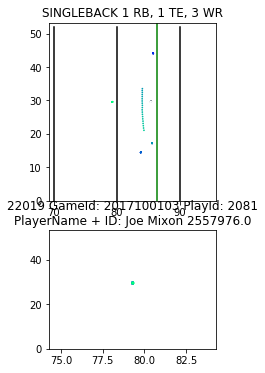 SINGLEBACK 1 RB, 1 TE, 3 WR
50
40
30
20
10
0
70 80 90
22019 GameId: 2017100103 PlayId: 2081
PlayerName + ID: Joe Mixon 2557976.0
40
20
0
75.0 77.5 80.0 82.5